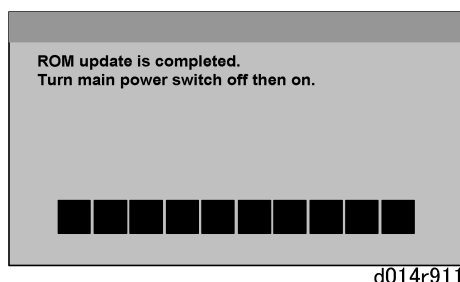 ROM update is completed.
Turn main power switch off then on.
d014r911